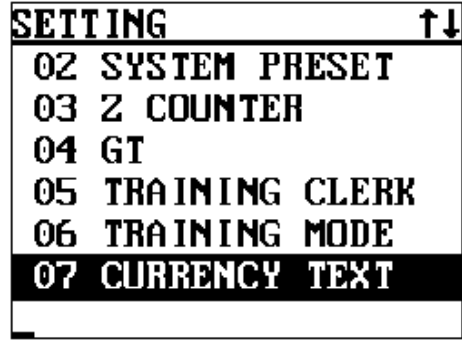 SETTING ↑↓
02 SYSTEM PRESET
03 Z COUNTER
04 GT
05 TRAINING CLERK
06 TRAINING MODE
07 CURRENCY TEXT